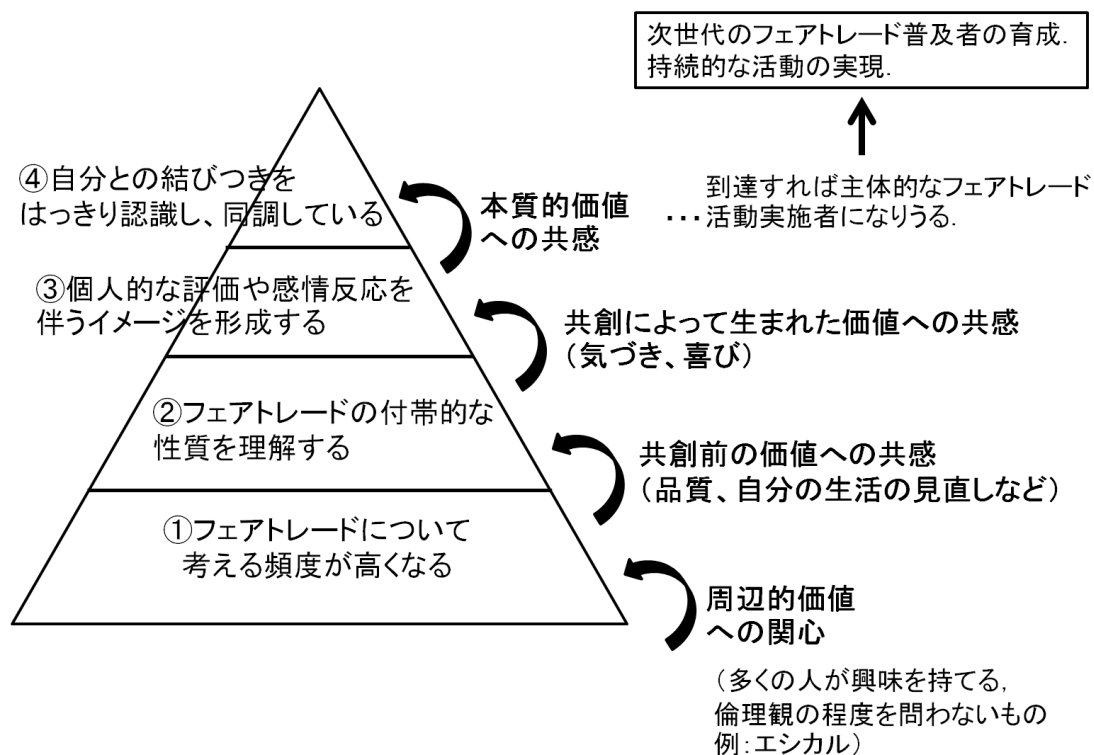 次世代のフェアトレード普及者の育成.
持続的な活動の実現.
到達すれば主体的なフェアトレード
…活動実施者になりうる.
④自分との結びつきを
はっきり認識し、同調している
本質的価値
への共感
③個人的な評価や感情反応を
伴うイメージを形成する
共創によって生まれた価値への共感
（気づき、喜び）
②フェアトレードの付帯的な
性質を理解する
共創前の価値への共感
（品質、自分の生活の見直しなど）
①フェアトレードについて
考える頻度が高くなる
周辺的価値
への関心
（多くの人が興味を持てる,
倫理観の程度を問わないもの
例：エシカル）